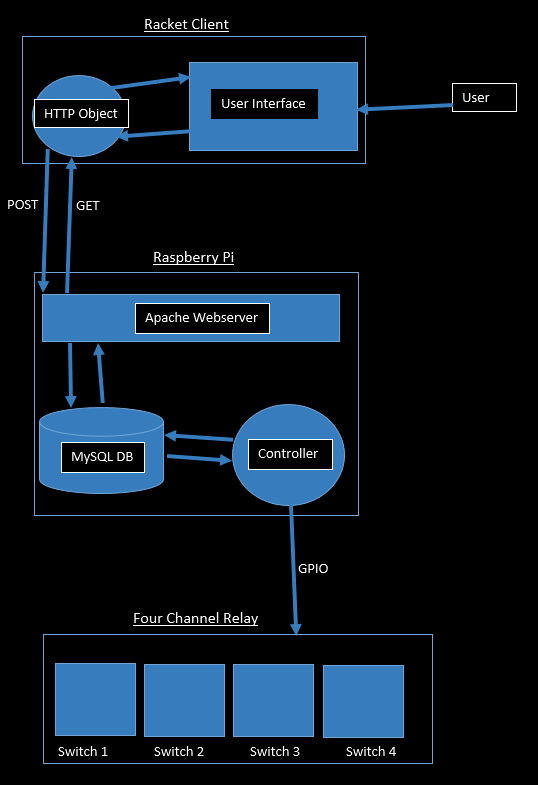 Racket Client
HTTP Object
User Interface
User
POST
GET
Raspberry Pi
Apache Webserver
MySQL DB
Controller
GPIO
Four Channel Relay
Switch 1
Switch 2
Switch 3
Switch 4